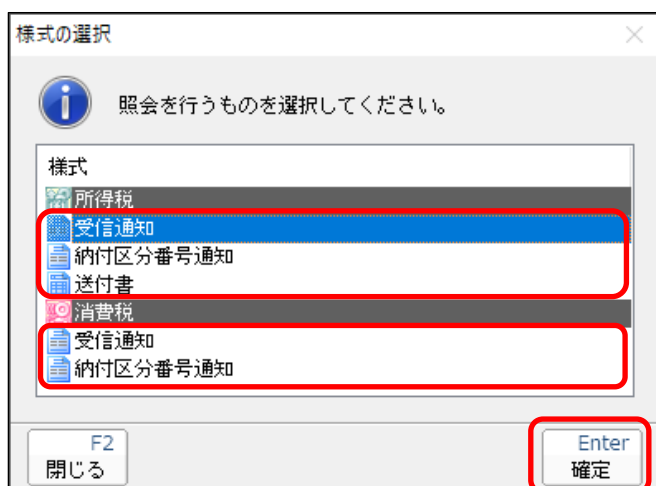 様式の選択
照会を行うものを選択してください。
様式
所得税
受信通知
納付区分番号通知
送付書
消費税
受信通知
納付区分番号通知
F2
閉じる
Enter
確定